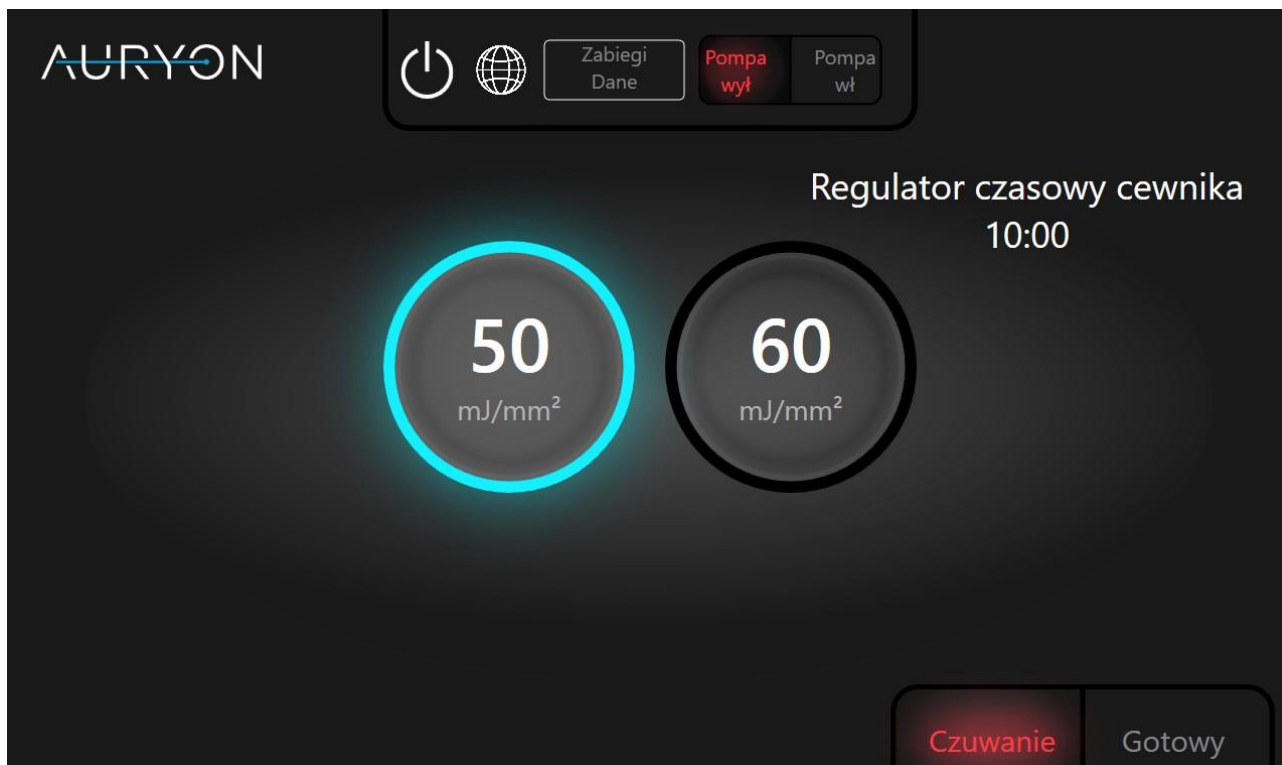 AURYON
Zabiegi
Dane
Pompa
wył
Pompa
wł
Regulator czasowy cewnika
10:00
50
mJ/mm²
60
mJ/mm²
Czuwanie
Gotowy